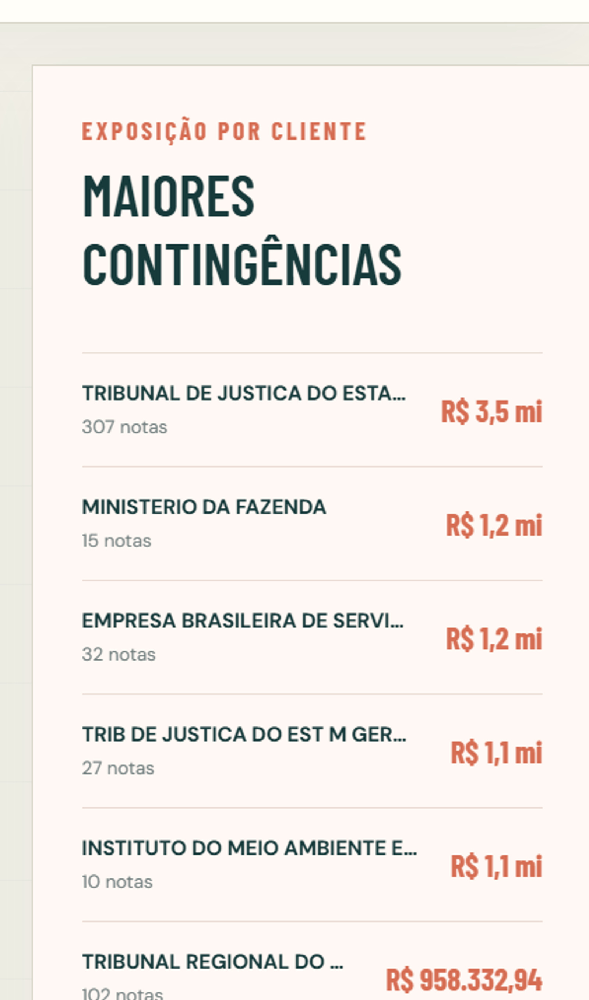 EXPOSIÇÃO POR CLIENTE
MAIORES
CONTINGÊNCIAS
TRIBUNAL DE JUSTICA DO ESTA...
R$ 3,5 mi
307 notas
MINISTERIO DA FAZENDA
R$ 1,2 mi
15 notas
EMPRESA BRASILEIRA DE SERVI...
R$ 1,2 mi
32 notas
TRIB DE JUSTICA DO EST M GER...
R$ 1,1 mi
27 notas
INSTITUTO DO MEIO AMBIENTE E...
R$ 1,1 mi
10 notas
TRIBUNAL REGIONAL DO ...
R$ 958.332,94
102 notas